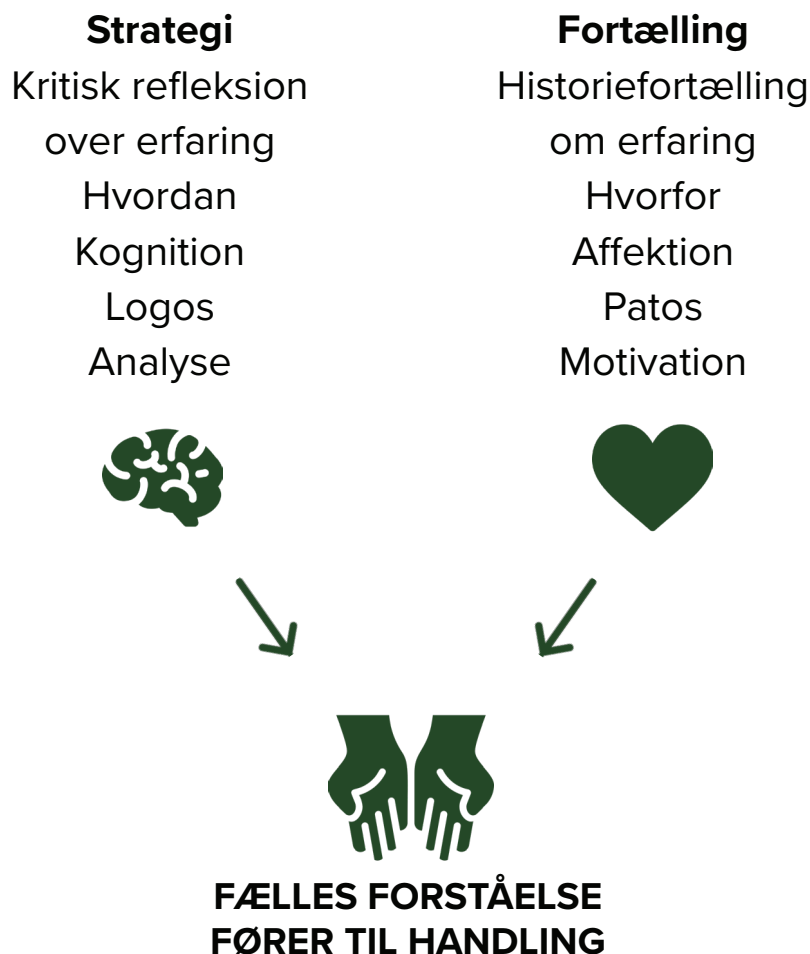 Strategi
Kritisk refleksion
over erfaring
Hvordan
Kognition
Logos
Analyse
Fortælling
Historiefortælling
om erfaring
Hvorfor
Affektion
Patos
Motivation
FÆLLES FORSTÅELSE
FØRER TIL HANDLING